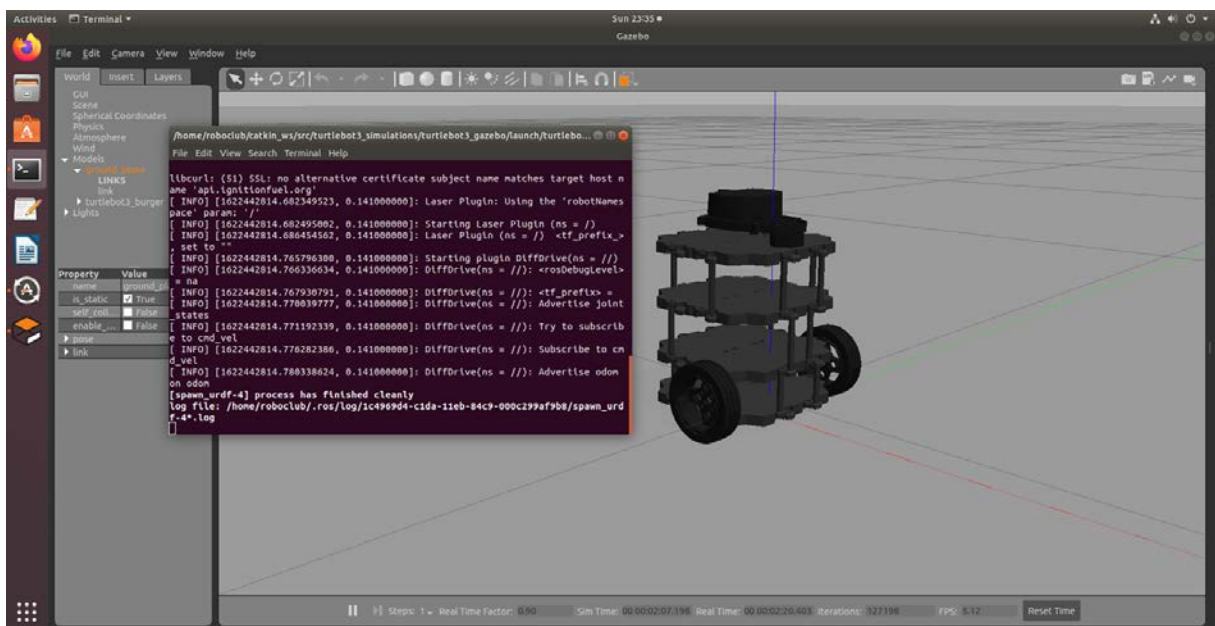 Activities
Terminal
Sun 23:35
Gazebo
File Edit Camera View Window Help
World Insert Layers
GUI
Scene
Spherical Coordinates
Physics
Atmosphere
Wind
Models
LINKS
link
turtlebot3_burger
Lights
Property Value
name ground_pl
is_static True
self_coll... False
enable_... False
pose
link
/home/roboclub/catkin_ws/src/turtlebot3_simulations/turtlebot3_gazebo/launch/turtlebo...
File Edit View Search Terminal Help
libcurl: (51) SSL: no alternative certificate subject name matches target host n
ame 'api.ignitionfuel.org'
[ INFO] [1622442814.682349523, 0.141000000]: Laser Plugin: Using the 'robotNames
pace' param: '/'
[ INFO] [1622442814.682495002, 0.141000000]: Starting Laser Plugin (ns = /)
[ INFO] [1622442814.686454562, 0.141000000]: Laser Plugin (ns = /) <tf_prefix_>
, set to ""
[ INFO] [1622442814.765796300, 0.141000000]: Starting plugin DiffDrive(ns = //)
[ INFO] [1622442814.766336634, 0.141000000]: DiffDrive(ns = //): <rosDebugLevel>
= na
[ INFO] [1622442814.767930791, 0.141000000]: DiffDrive(ns = //): <tf_prefix> =
[ INFO] [1622442814.770039777, 0.141000000]: DiffDrive(ns = //): Advertise joint
_states
[ INFO] [1622442814.771192339, 0.141000000]: DiffDrive(ns = //): Try to subscrib
e to cmd_vel
[ INFO] [1622442814.776282386, 0.141000000]: DiffDrive(ns = //): Subscribe to cm
d_vel
[ INFO] [1622442814.780338624, 0.141000000]: DiffDrive(ns = //): Advertise odom
on odom
[spawn_urdf-4] process has finished cleanly
log file: /home/roboclub/.ros/log/1c4969d4-c1da-11eb-84c9-000c299af9b8/spawn_urd
f-4*.log
Steps: 1 Real Time Factor: 0.90 Sim Time: 00 00:02:07.198 Real Time: 00 00:02:20.403 Iterations: 127198 FPS: 5.12 Reset Time